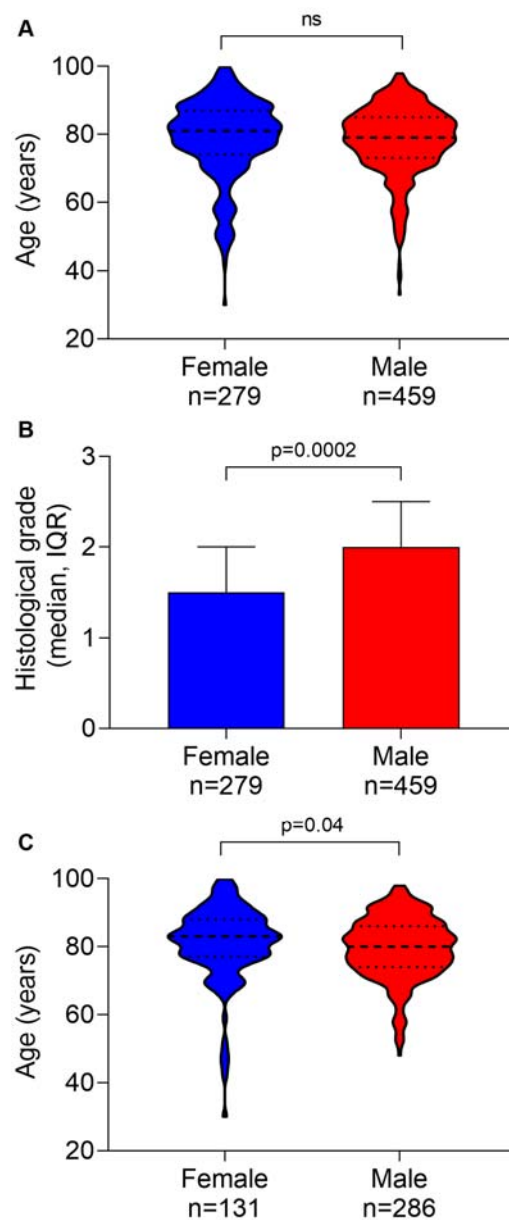 A
ns
100
80
60
40
20
Age (years)
Female
n=279
Male
n=459
B
p=0.0002
3
2
1
0
Histological grade
(median, IQR)
Female
n=279
Male
n=459
C
p=0.04
100
80
60
40
20
Age (years)
Female
n=131
Male
n=286